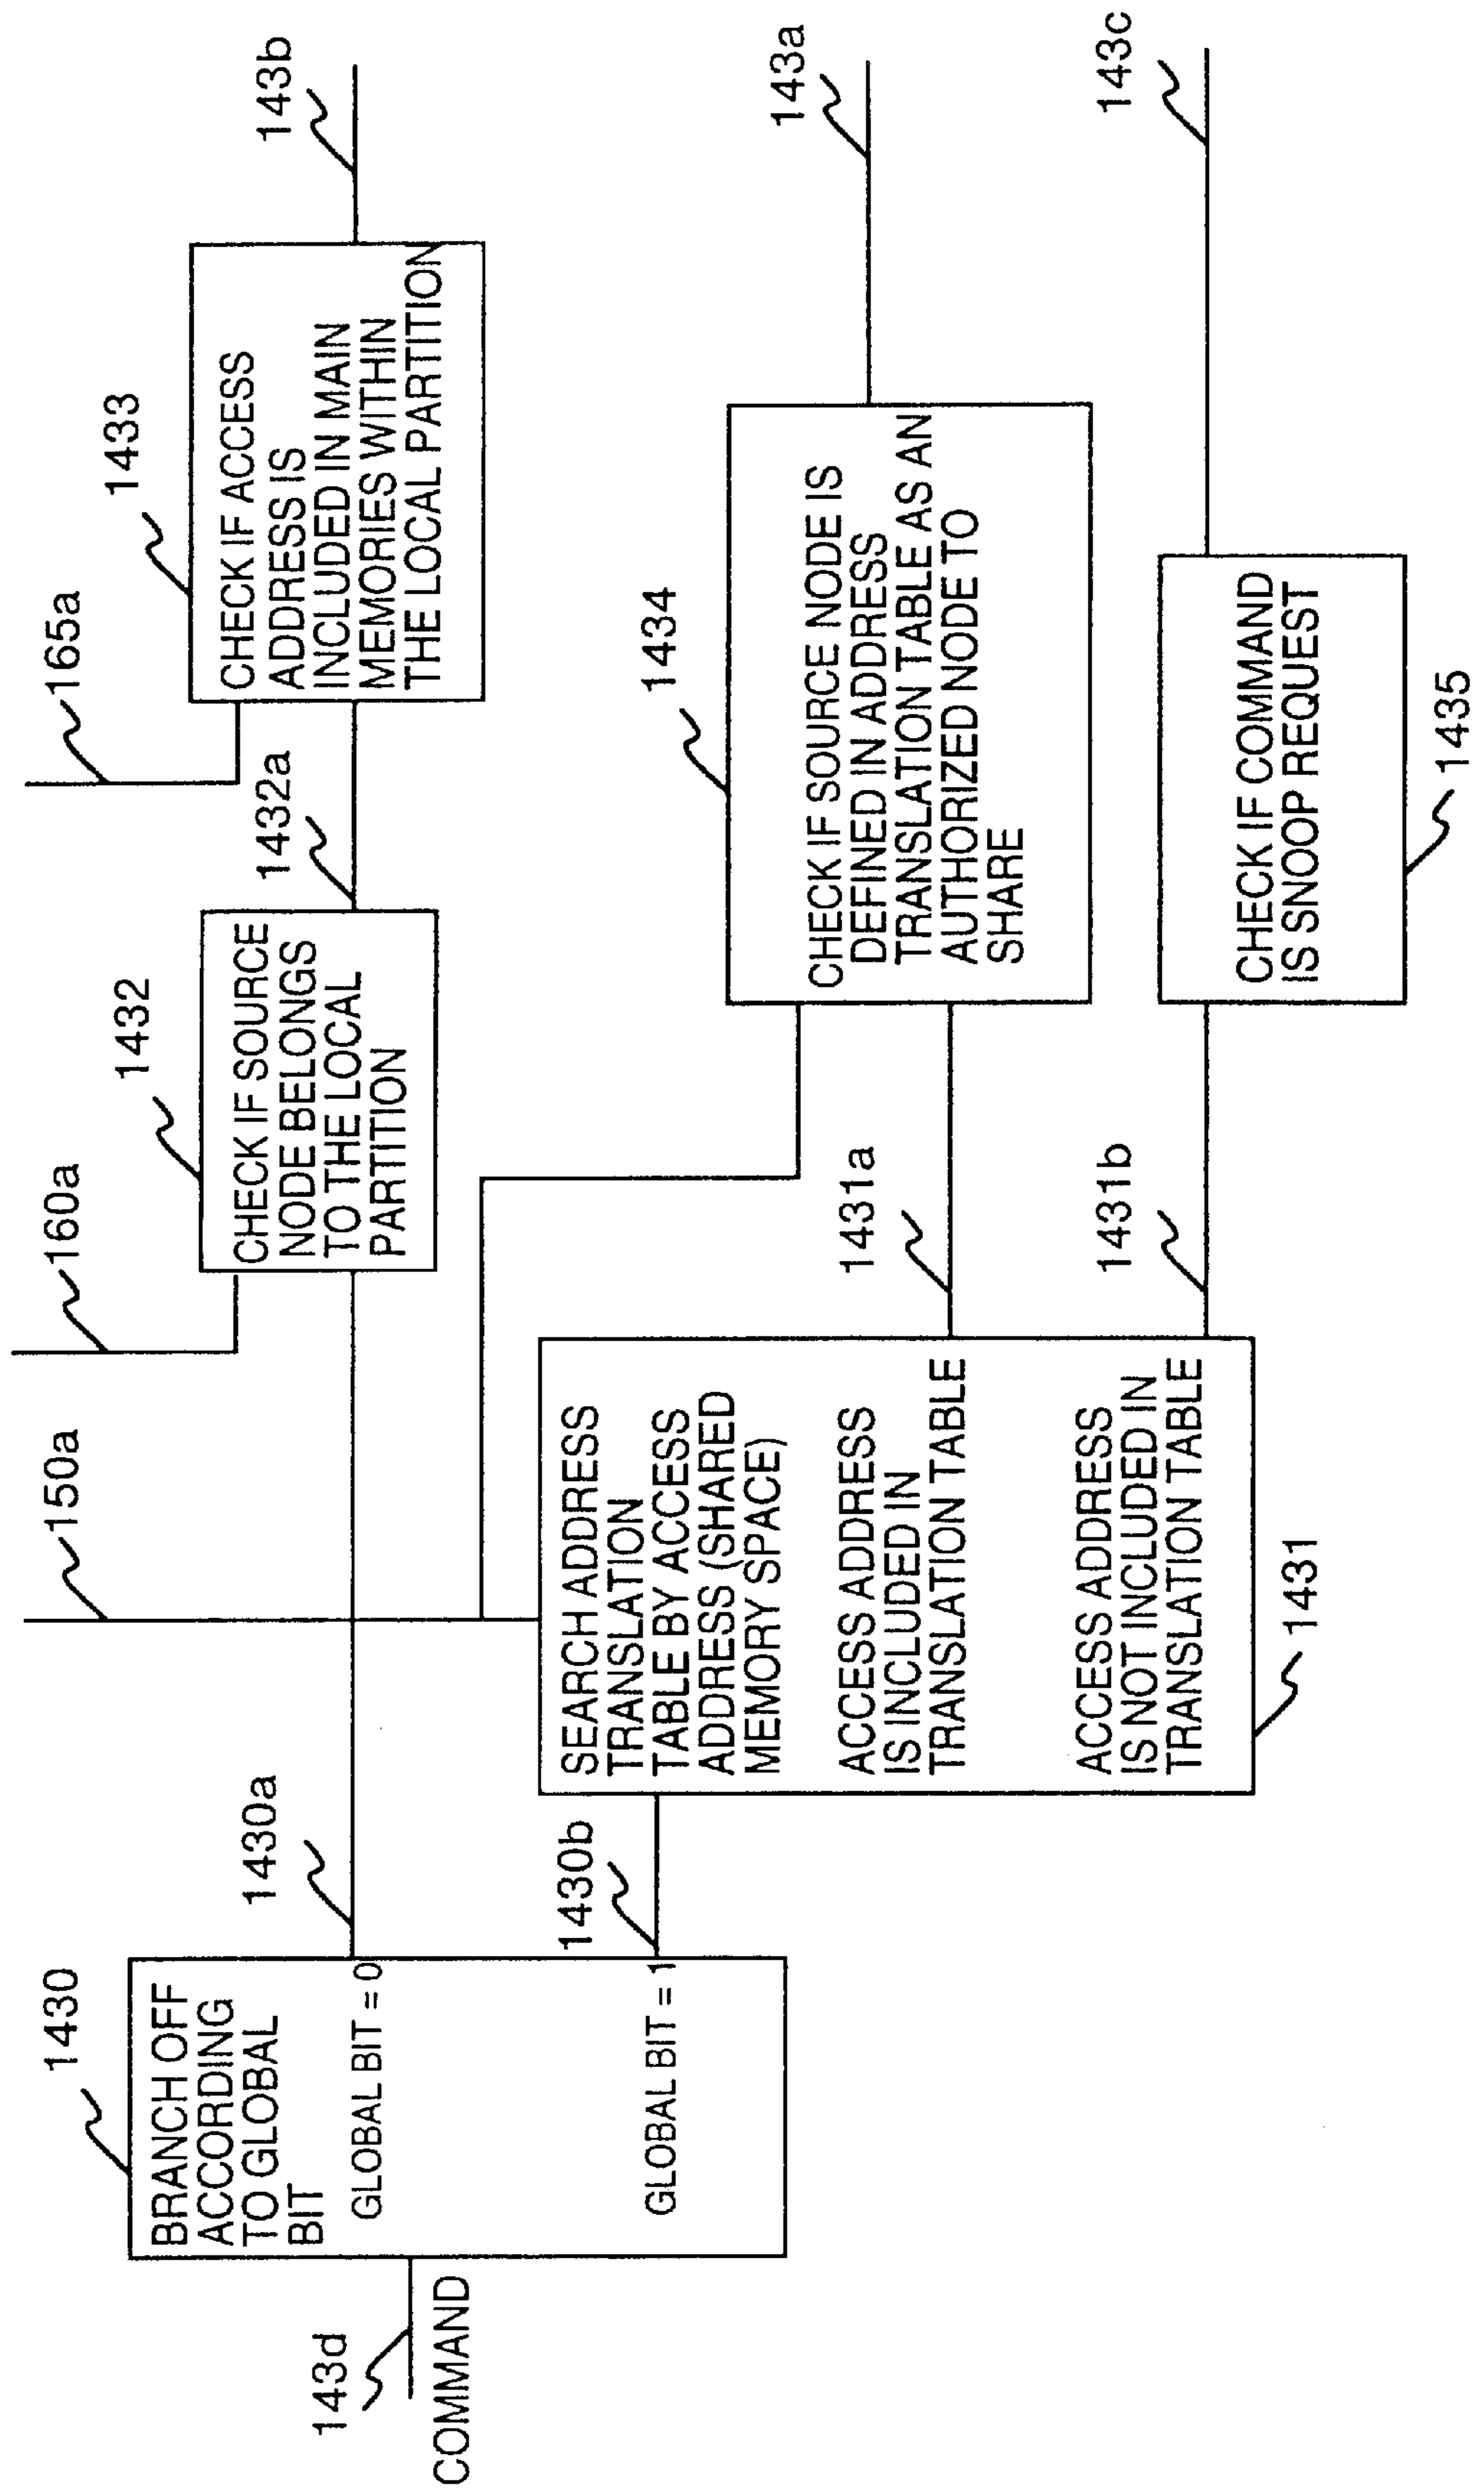 143d
COMMAND
1430
BRANCH OFF
ACCORDING
TO GLOBAL
BIT
GLOBAL BIT = 0
GLOBAL BIT = 1
1430a
1430b
150a
SEARCH ADDRESS
TRANSLATION
TABLE BY ACCESS
ADDRESS (SHARED
MEMORY SPACE)
ACCESS ADDRESS
IS INCLUDED IN
TRANSLATION TABLE
ACCESS ADDRESS
IS NOT INCLUDED IN
TRANSLATION TABLE
1431
160a
1432
CHECK IF SOURCE
NODE BELONGS
TO THE LOCAL
PARTITION
1431a
1431b
1432a
165a
1433
CHECK IF ACCESS
ADDRESS IS
INCLUDED IN MAIN
MEMORIES WITHIN
THE LOCAL PARTITION
1434
CHECK IF SOURCE NODE IS
DEFINED IN ADDRESS
TRANSLATION TABLE AS AN
AUTHORIZED NODE TO
SHARE
CHECK IF COMMAND
IS SNOOP REQUEST
1435
143b
143a
143c